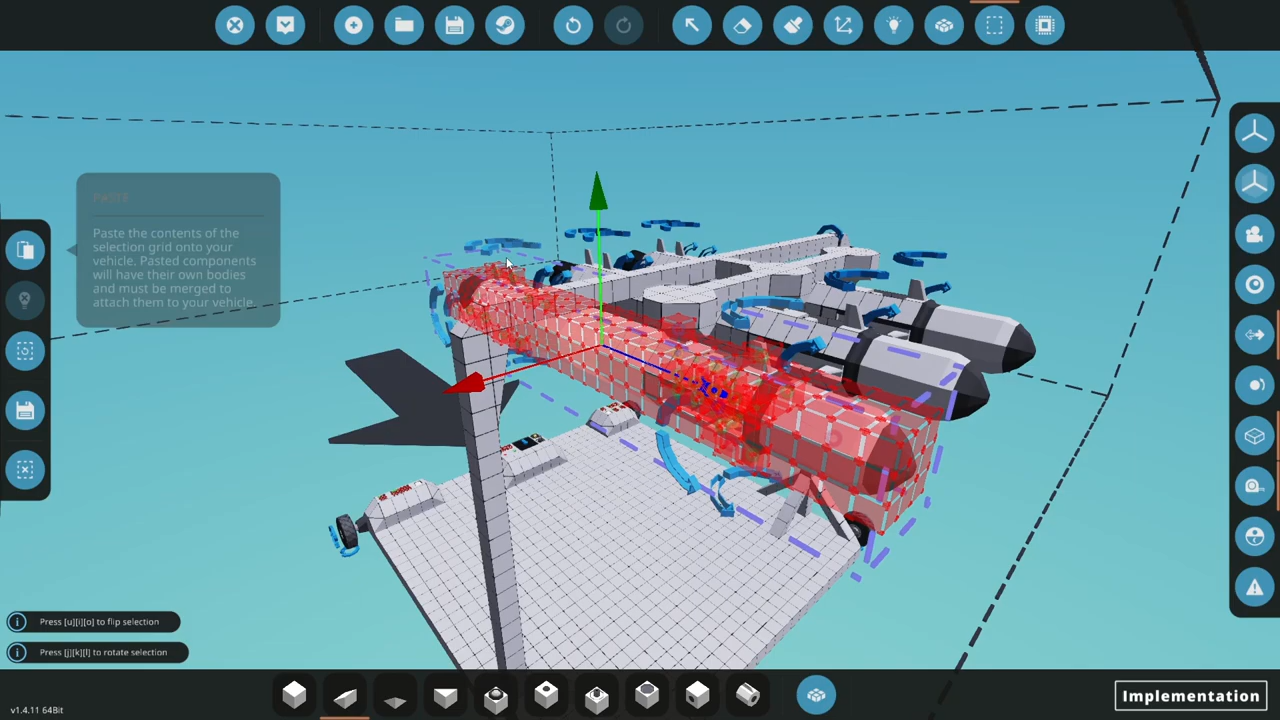 PASTE
Paste the contents of the
selection grid onto your
vehicle. Pasted components
will have their own bodies
and must be merged to
attach them to your vehicle.
Press [u][i][o] to flip selection
Press [j][k][l] to rotate selection
v1.4.11 64Bit
Implementation